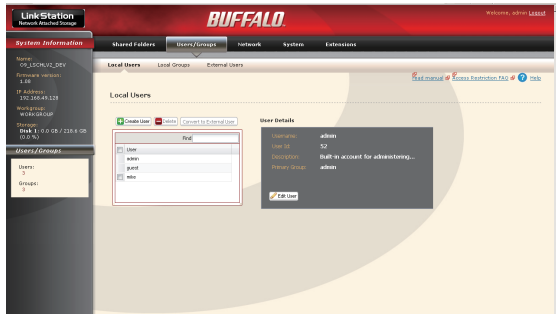 LinkStation
Network Attached Storage
BUFFALO
Welcome, admin Logout
System Information
Shared Folders Users/Groups Network System Extensions
Name:
09_LSCHLV2_DEV
Firmware version:
1.08
IP Address:
192.168.49.128
Workgroup:
WORKGROUP
Storage:
Disk 1: 0.0 GB / 218.6 GB
(0.0 %)
Users/Groups
Users:
3
Groups:
3
Local Users Local Groups External Users
Read manual Access Restriction FAQ Help
Local Users
Create User Delete Convert to External User
Find
User
admin
guest
mike
User Details
Username: admin
User Id: 52
Description: Built-in account for administering...
Primary Group: admin
Edit User